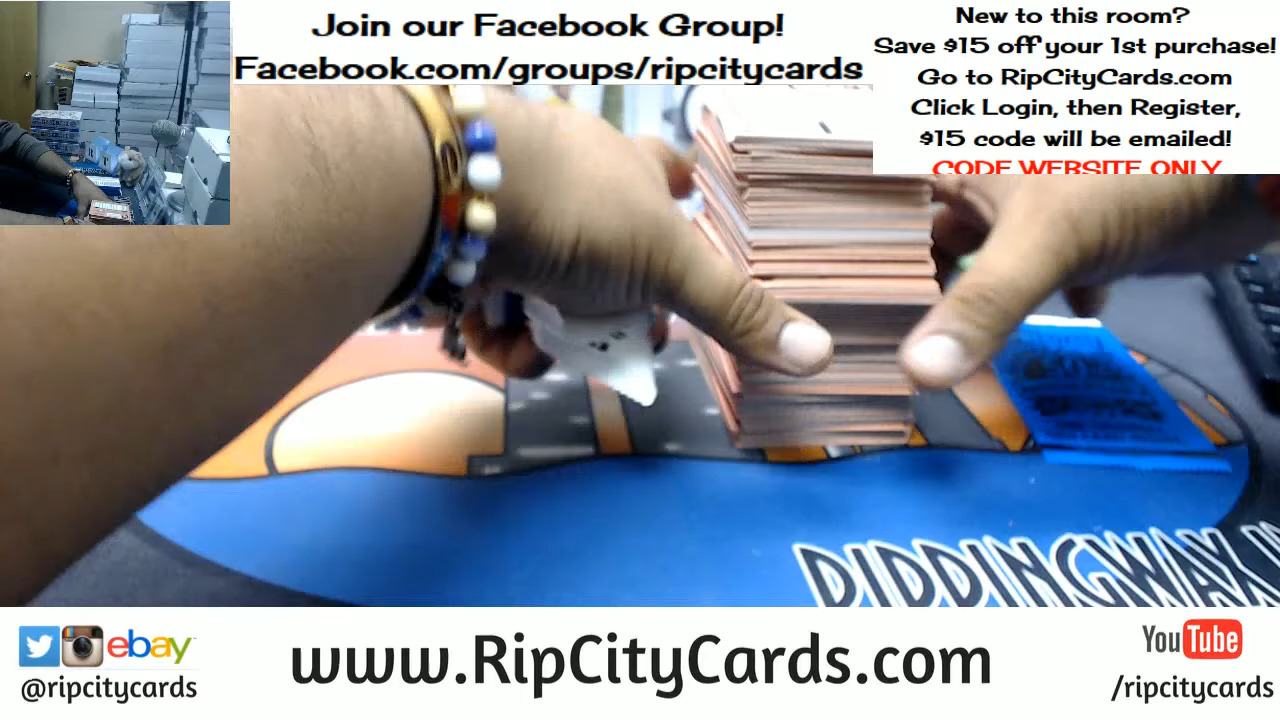 Join our Facebook Group!
Facebook.com/groups/ripcitycards
New to this room?
Save $15 off your 1st purchase!
Go to RipCityCards.com
Click Login, then Register,
$15 code will be emailed!
CODE WEBSITE ONLY
RIPPINGWAX
ebay
@ripcitycards
www.RipCityCards.com
YouTube
/ripcitycards